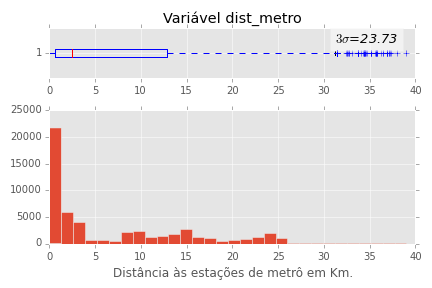 Variável dist_metro
3σ=23.73
1
0 5 10 15 20 25 30 35 40
25000
20000
15000
10000
5000
0
0 5 10 15 20 25 30 35 40
Distância às estações de metrô em Km.